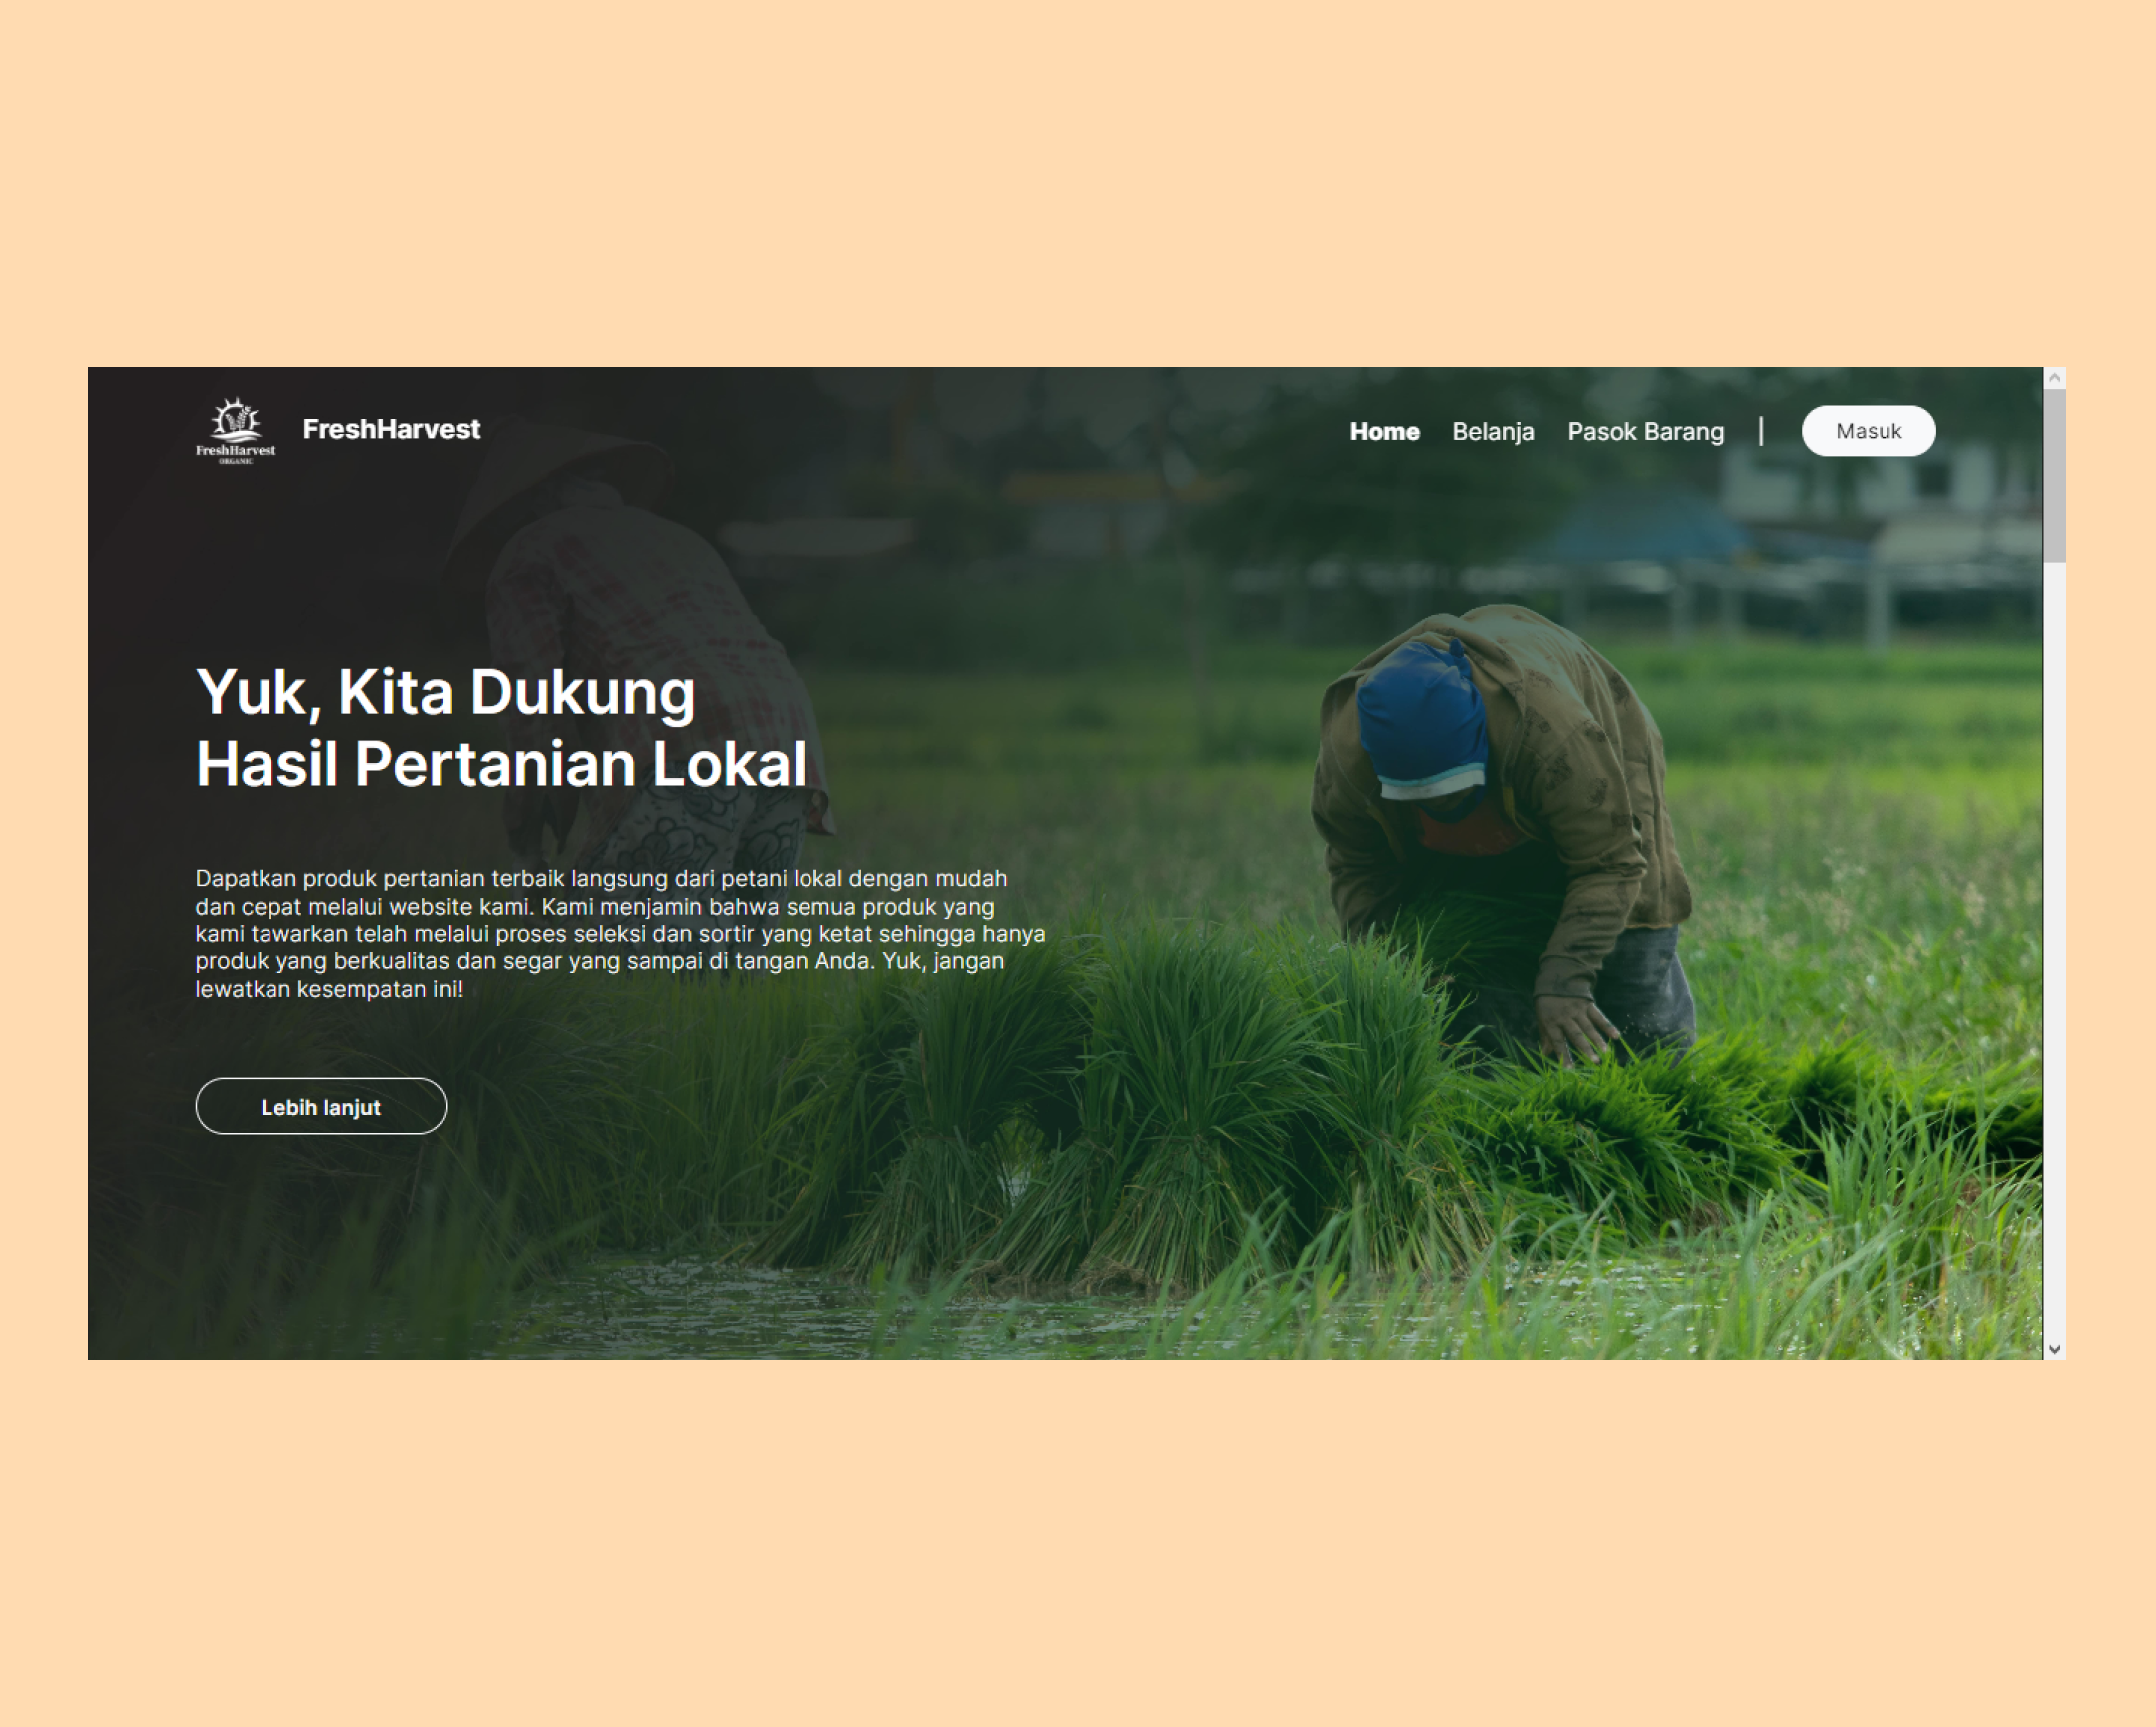 FreshHarvest
ORGANIC
FreshHarvest
Home Belanja Pasok Barang | Masuk
Yuk, Kita Dukung
Hasil Pertanian Lokal
Dapatkan produk pertanian terbaik langsung dari petani lokal dengan mudah
dan cepat melalui website kami. Kami menjamin bahwa semua produk yang
kami tawarkan telah melalui proses seleksi dan sortir yang ketat sehingga hanya
produk yang berkualitas dan segar yang sampai di tangan Anda. Yuk, jangan
lewatkan kesempatan ini!
Lebih lanjut